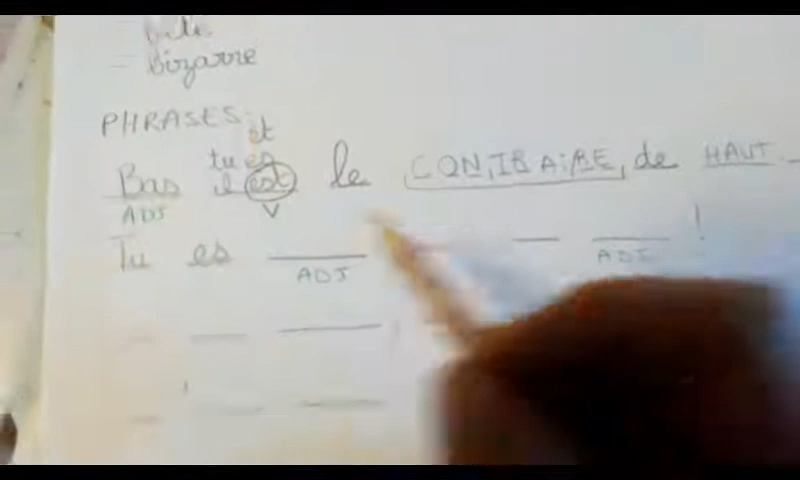 Bizarre
PHRASES
et
tu es
Bas il est le CONTRAIRE de HAUT
ADJ V
Tu es !
ADJ ADJ